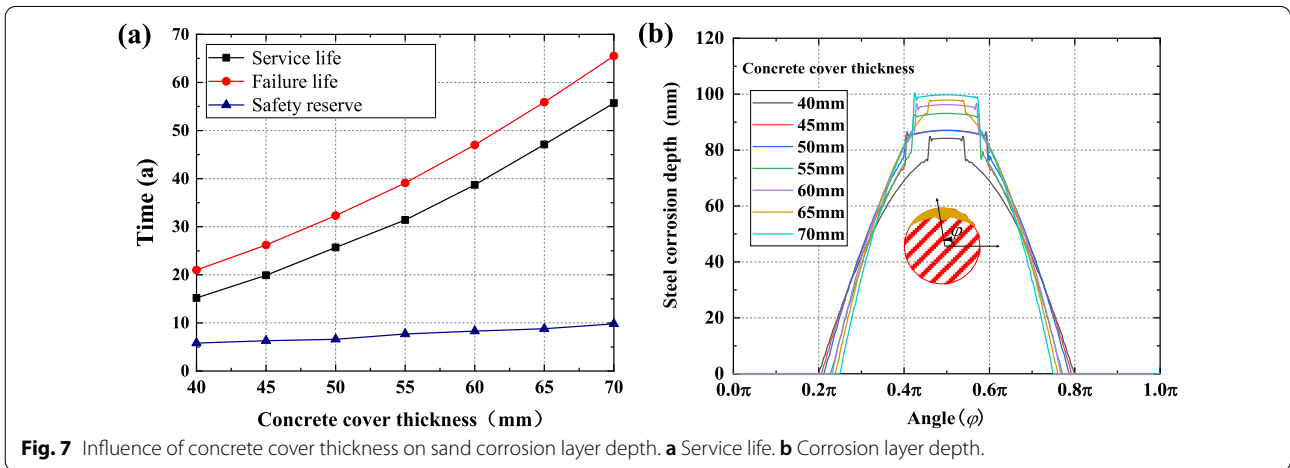 (a)
Service life
Failure life
Safety reserve
Time (a)
70
60
50
40
30
20
10
0
40 45 50 55 60 65 70
Concrete cover thickness（mm）
(b)
Concrete cover thickness
40mm
45mm
50mm
55mm
60mm
65mm
70mm
φ
Steel corrosion depth (mm)
120
100
80
60
40
20
0
0.0π 0.2π 0.4π 0.6π 0.8π 1.0π
Angle(φ)
Fig. 7 Influence of concrete cover thickness on sand corrosion layer depth. a Service life. b Corrosion layer depth.